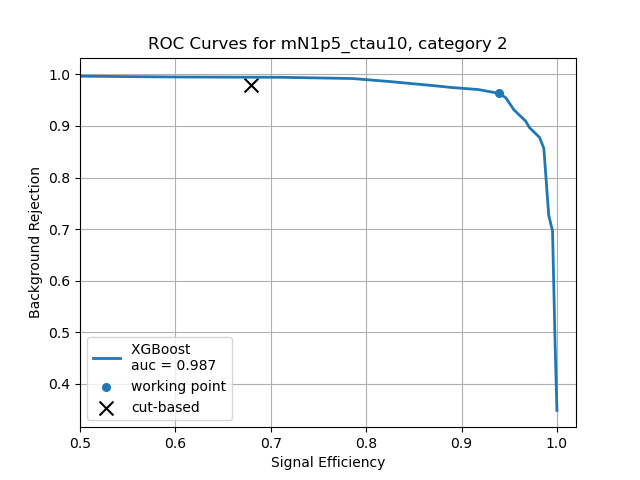 ROC Curves for mN1p5_ctau10, category 2
1.0
0.9
0.8
0.7
0.6
0.5
0.4
Background Rejection
XGBoost
auc = 0.987
working point
cut-based
0.5
0.6
0.7
0.8
0.9
1.0
Signal Efficiency